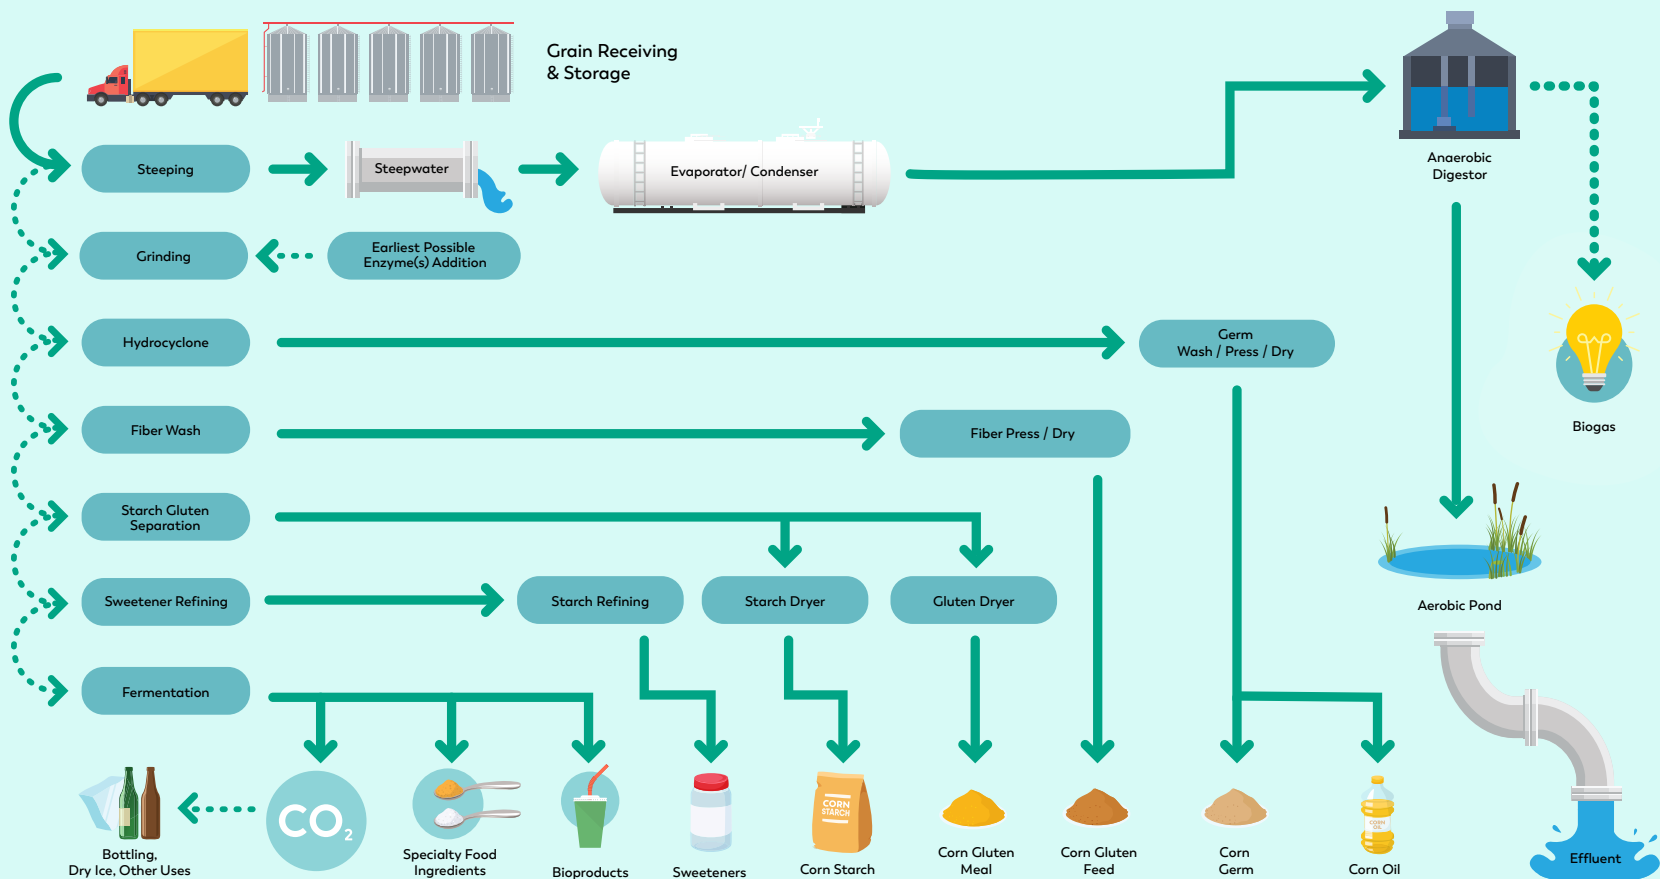 Grain Receiving
& Storage
Steeping
Steepwater
Evaporator/ Condenser
Anaerobic
Digestor
Grinding
Earliest Possible
Enzyme(s) Addition
Hydrocyclone
Germ
Wash / Press / Dry
Biogas
Fiber Wash
Fiber Press / Dry
Starch Gluten
Separation
Sweetener Refining
Starch Refining
Starch Dryer
Gluten Dryer
Aerobic Pond
Fermentation
CO2
CORN
STARCH
CORN
OIL
Bottling,
Dry Ice, Other Uses
Specialty Food
Ingredients
Bioproducts
Sweeteners
Corn Starch
Corn Gluten
Meal
Corn Gluten
Feed
Corn
Germ
Corn Oil
Effluent